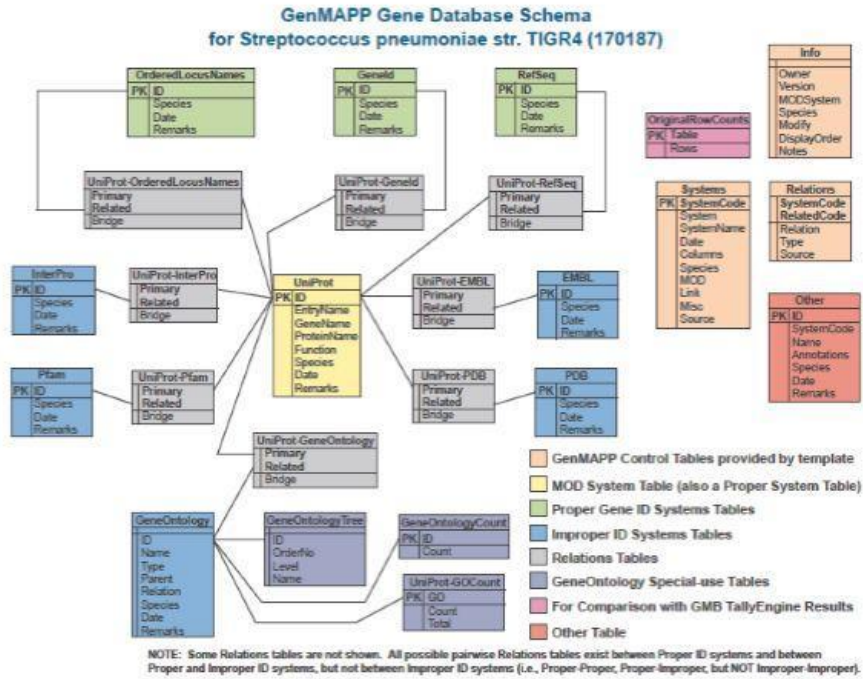 GenMAPP Gene Database Schema
for Streptococcus pneumoniae str. TIGR4 (170187)
OrderedLocusNames
PK ID
Species
Date
Remarks
GeneId
PK ID
Species
Date
Remarks
RefSeq
PK ID
Species
Date
Remarks
OriginalRowCounts
PK Table
Rows
Info
Owner
Version
MODSystem
Species
Modify
DisplayOrder
Notes
UniProt-OrderedLocusNames
Primary
Related
Bridge
UniProt-GeneId
Primary
Related
Bridge
UniProt-RefSeq
Primary
Related
Bridge
Systems
PK SystemCode
System
SystemName
Date
Columns
Species
MOD
Link
Misc
Source
Relations
SystemCode
RelatedCode
Relation
Type
Source
InterPro
PK ID
Species
Date
Remarks
UniProt-InterPro
Primary
Related
Bridge
UniProt
PK ID
EntryName
GeneName
ProteinName
Function
Species
Date
Remarks
UniProt-EMBL
Primary
Related
Bridge
EMBL
PK ID
Species
Date
Remarks
Other
PK ID
SystemCode
Name
Annotations
Species
Date
Remarks
Pfam
PK ID
Species
Date
Remarks
UniProt-Pfam
Primary
Related
Bridge
UniProt-PDB
Primary
Related
Bridge
PDB
PK ID
Species
Date
Remarks
UniProt-GeneOntology
Primary
Related
Bridge
GeneOntology
ID
Name
Type
Parent
Relation
Species
Date
Remarks
GeneOntologyTree
ID
OrderNo
Level
Name
GeneOntologyCount
PK ID
Count
UniProt-GOCount
PK GO
Count
Total
GenMAPP Control Tables provided by template
MOD System Table (also a Proper System Table)
Proper Gene ID Systems Tables
Improper ID Systems Tables
Relations Tables
GeneOntology Special-use Tables
For Comparison with GMB TallyEngine Results
Other Table
NOTE: Some Relations tables are not shown. All possible pairwise Relations tables exist between Proper ID systems and between
Proper and Improper ID systems, but not between Improper ID systems (i.e., Proper-Proper, Proper-Improper, but NOT Improper-Improper).